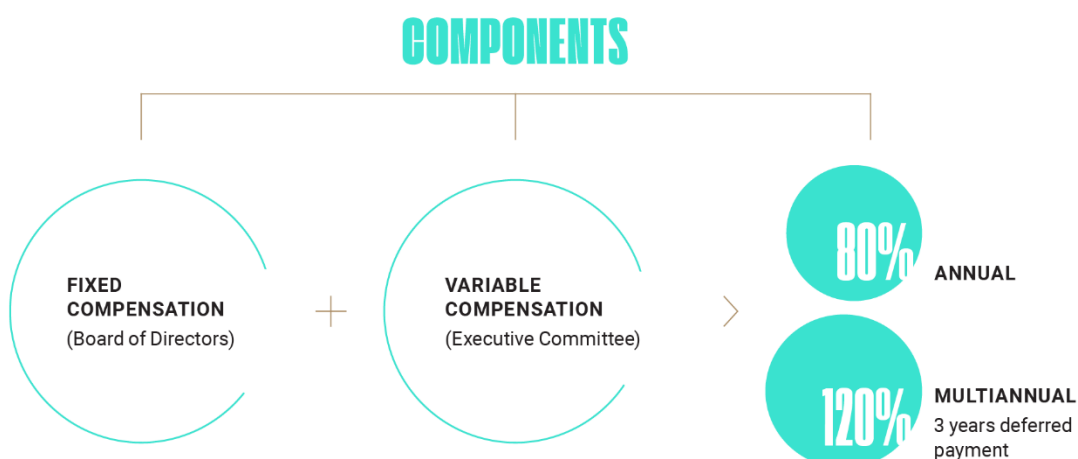 COMPONENTS
FIXED
COMPENSATION
(Board of Directors)
+
VARIABLE
COMPENSATION
(Executive Committee)
>
80%
ANNUAL
120%
MULTIANNUAL
3 years deferred
payment